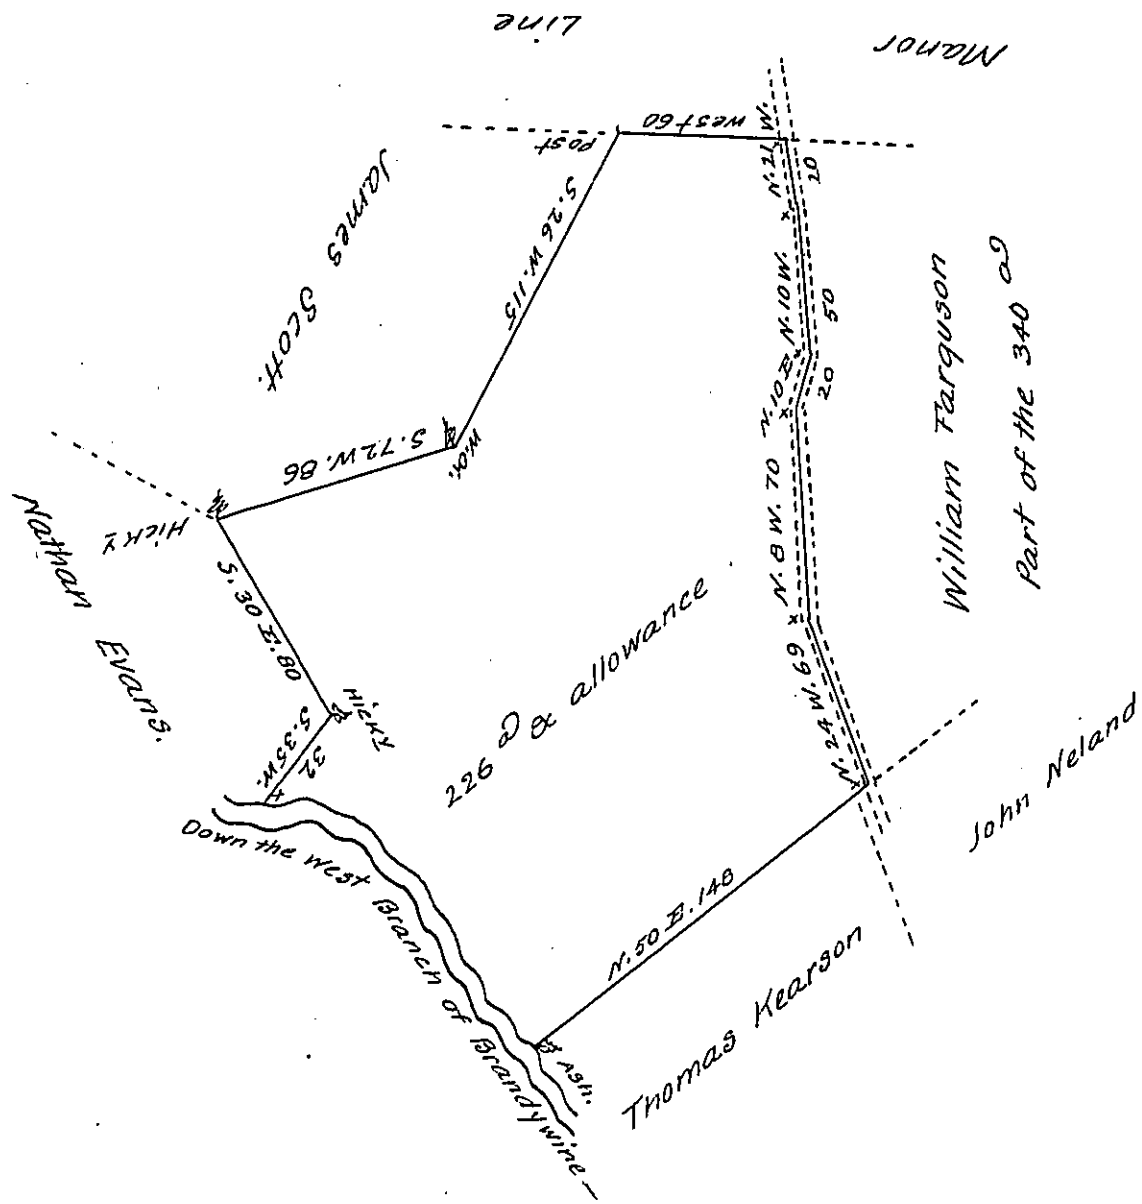 Manor
Line
West 60
Post
James Scott.
S. 26 W. 115
W. O.
S. 72 W. 86
Hicky
Nathan Evans.
S. 30 E. 80
Hicky
S. 35 W.
32
Down the West Branch of Brandywine
Ash.
N. 50 E. 148
Thomas Kearson
John Neland
N. 24 W. 69
N. 8 W. 70
N. 10 E.
20
N. 10 W.
50
N. 21 W.
20
226 a & allowance
William Farguson
Part of the 340 a